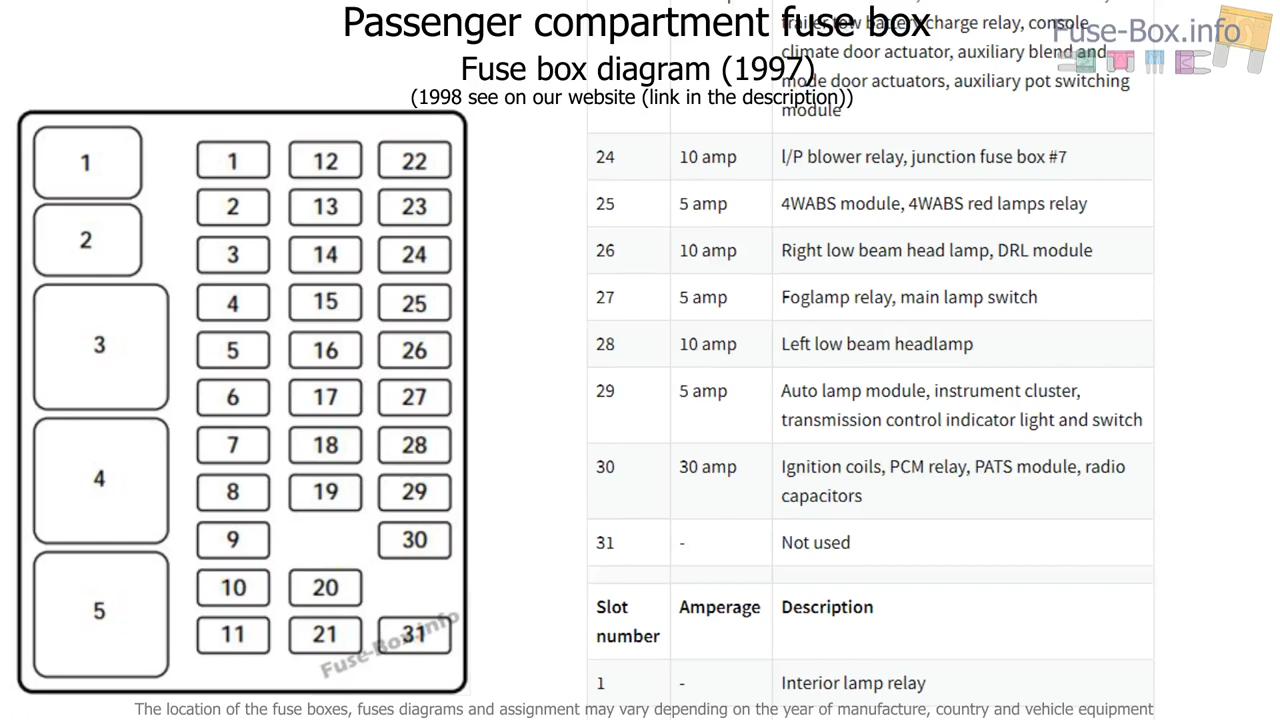 Passenger compartment fuse box
Fuse box diagram (1997)
(1998 see on our website (link in the description))
Fuse-Box.info
1
2
3
4
5
1 12 22
2 13 23
3 14 24
4 15 25
5 16 26
6 17 27
7 18 28
8 19 29
9 30
10 20
11 21 31
Fuse-Box.info
trailer tow battery charge relay, console
climate door actuator, auxiliary blend and
mode door actuators, auxiliary pot switching
module
24 10 amp I/P blower relay, junction fuse box #7
25 5 amp 4WABS module, 4WABS red lamps relay
26 10 amp Right low beam head lamp, DRL module
27 5 amp Foglamp relay, main lamp switch
28 10 amp Left low beam headlamp
29 5 amp Auto lamp module, instrument cluster,
transmission control indicator light and switch
30 30 amp Ignition coils, PCM relay, PATS module, radio
capacitors
31 - Not used
Slot Amperage Description
number
1 - Interior lamp relay
The location of the fuse boxes, fuses diagrams and assignment may vary depending on the year of manufacture, country and vehicle equipment